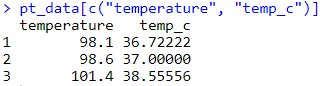 > pt_data[c("temperature", "temp_c")]
temperature temp_c
1 98.1 36.72222
2 98.6 37.00000
3 101.4 38.55556